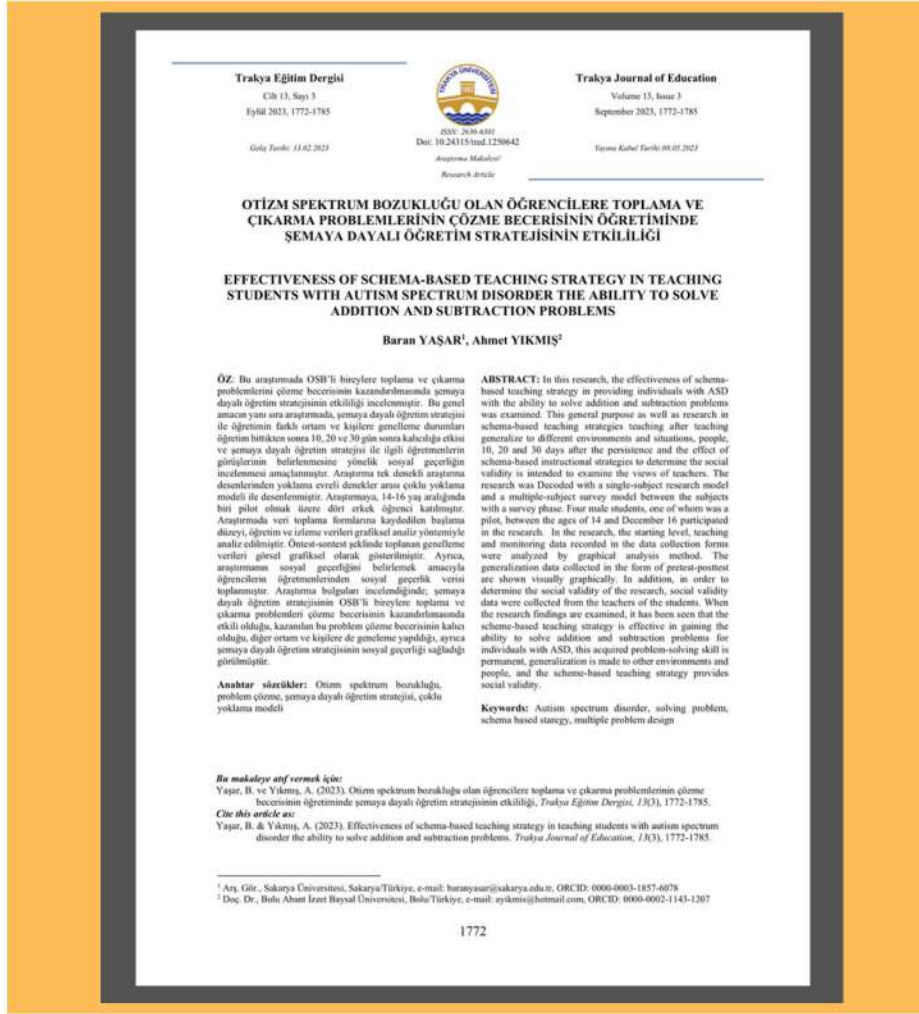 Trakya Eğitim Dergisi
Cilt 13, Sayı 3
Eylül 2023, 1772-1785
Geliş Tarihi: 13.02.2023
TRAKYA ÜNİVERSİTESİ
1982
ISSN: 2630-6301
Doi: 10.24315/tred.1250642
Araştırma Makalesi/
Research Article
Trakya Journal of Education
Volume 13, Issue 3
September 2023, 1772-1785
Yayına Kabul Tarihi:08.05.2023
OTİZM SPEKTRUM BOZUKLUĞU OLAN ÖĞRENCİLERE TOPLAMA VE
ÇIKARMA PROBLEMLERİNİN ÇÖZME BECERİSİNİN ÖĞRETİMİNDE
ŞEMAYA DAYALI ÖĞRETİM STRATEJİSİNİN ETKİLİLİĞİ
EFFECTIVENESS OF SCHEMA-BASED TEACHING STRATEGY IN TEACHING
STUDENTS WITH AUTISM SPECTRUM DISORDER THE ABILITY TO SOLVE
ADDITION AND SUBTRACTION PROBLEMS
Baran YAŞAR¹, Ahmet YIKMIŞ²
ÖZ: Bu araştırmada OSB'li bireylere toplama ve çıkarma
problemlerini çözme becerisinin kazandırılmasında şemaya
dayalı öğretim stratejisinin etkililiği incelenmiştir. Bu genel
amacın yanı sıra araştırmada, şemaya dayalı öğretim stratejisi
ile öğretimin farklı ortam ve kişilere genelleme durumları
öğretim bittikten sonra 10, 20 ve 30 gün sonra kalıcılığa etkisi
ve şemaya dayalı öğretim stratejisi ile ilgili öğretmenlerin
görüşlerinin belirlenmesine yönelik sosyal geçerliğin
incelenmesi amaçlanmıştır. Araştırma tek denekli araştırma
desenlerinden yoklama evreli denekler arası çoklu yoklama
modeli ile desenlenmiştir. Araştırmaya, 14-16 yaş aralığında
biri pilot olmak üzere dört erkek öğrenci katılmıştır.
Araştırmada veri toplama formlarına kaydedilen başlama
düzeyi, öğretim ve izleme verileri grafiksel analiz yöntemiyle
analiz edilmiştir. Öntest-sontest şeklinde toplanan genelleme
verileri görsel grafiksel olarak gösterilmiştir. Ayrıca,
araştırmanın sosyal geçerliğini belirlemek amacıyla
öğrencilerin öğretmenlerinden sosyal geçerlik verisi
toplanmıştır. Araştırma bulguları incelendiğinde; şemaya
dayalı öğretim stratejisinin OSB'li bireylere toplama ve
çıkarma problemleri çözme becerisinin kazandırılmasında
etkili olduğu, kazanılan bu problem çözme becerisinin kalıcı
olduğu, diğer ortam ve kişilere de geneleme yapıldığı, ayrıca
şemaya dayalı öğretim stratejisinin sosyal geçerliği sağladığı
görülmüştür.
Anahtar sözcükler: Otizm spektrum bozukluğu,
problem çözme, şemaya dayalı öğretim stratejisi, çoklu
yoklama modeli
ABSTRACT: In this research, the effectiveness of schema-
based teaching strategy in providing individuals with ASD
with the ability to solve addition and subtraction problems
was examined. This general purpose as well as research in
schema-based teaching strategies teaching after teaching
generalize to different environments and situations, people,
10, 20 and 30 days after the persistence and the effect of
schema-based instructional strategies to determine the social
validity is intended to examine the views of teachers. The
research was Decoded with a single-subject research model
and a multiple-subject survey model between the subjects
with a survey phase. Four male students, one of whom was a
pilot, between the ages of 14 and December 16 participated
in the research. In the research, the starting level, teaching
and monitoring data recorded in the data collection forms
were analyzed by graphical analysis method. The
generalization data collected in the form of pretest-posttest
are shown visually graphically. In addition, in order to
determine the social validity of the research, social validity
data were collected from the teachers of the students. When
the research findings are examined, it has been seen that the
scheme-based teaching strategy is effective in gaining the
ability to solve addition and subtraction problems for
individuals with ASD, this acquired problem-solving skill is
permanent, generalization is made to other environments and
people, and the scheme-based teaching strategy provides
social validity.
Keywords: Autism spectrum disorder, solving problem,
schema based staregy, multiple problem design
Bu makaleye atıf vermek için:
Yaşar, B. ve Yıkmış, A. (2023). Otizm spektrum bozukluğu olan öğrencilere toplama ve çıkarma problemlerinin çözme
becerisinin öğretiminde şemaya dayalı öğretim stratejisinin etkililiği, Trakya Eğitim Dergisi, 13(3), 1772-1785.
Cite this article as:
Yaşar, B. & Yıkmış, A. (2023). Effectiveness of schema-based teaching strategy in teaching students with autism spectrum
disorder the ability to solve addition and subtraction problems. Trakya Journal of Education, 13(3), 1772-1785.
¹ Arş. Gör., Sakarya Üniversitesi, Sakarya/Türkiye, e-mail: baranyasar@sakarya.edu.tr, ORCID: 0000-0003-1857-6078
² Doç. Dr., Bolu Abant İzzet Baysal Üniversitesi, Bolu/Türkiye, e-mail: ayikmis@hotmail.com, ORCID: 0000-0002-1143-1207
1772